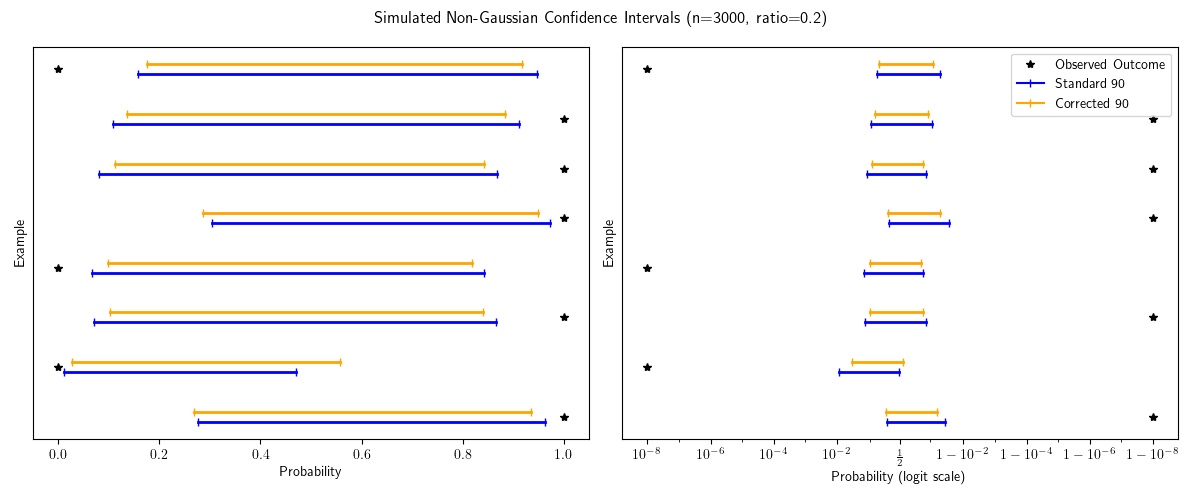 Simulated Non-Gaussian Confidence Intervals (n=3000, ratio=0.2)
Example
0.0 0.2 0.4 0.6 0.8 1.0
Probability
Example
Observed Outcome
Standard 90
Corrected 90
10⁻⁸ 10⁻⁶ 10⁻⁴ 10⁻² 1/2 1 − 10⁻² 1 − 10⁻⁴ 1 − 10⁻⁶ 1 − 10⁻⁸
Probability (logit scale)